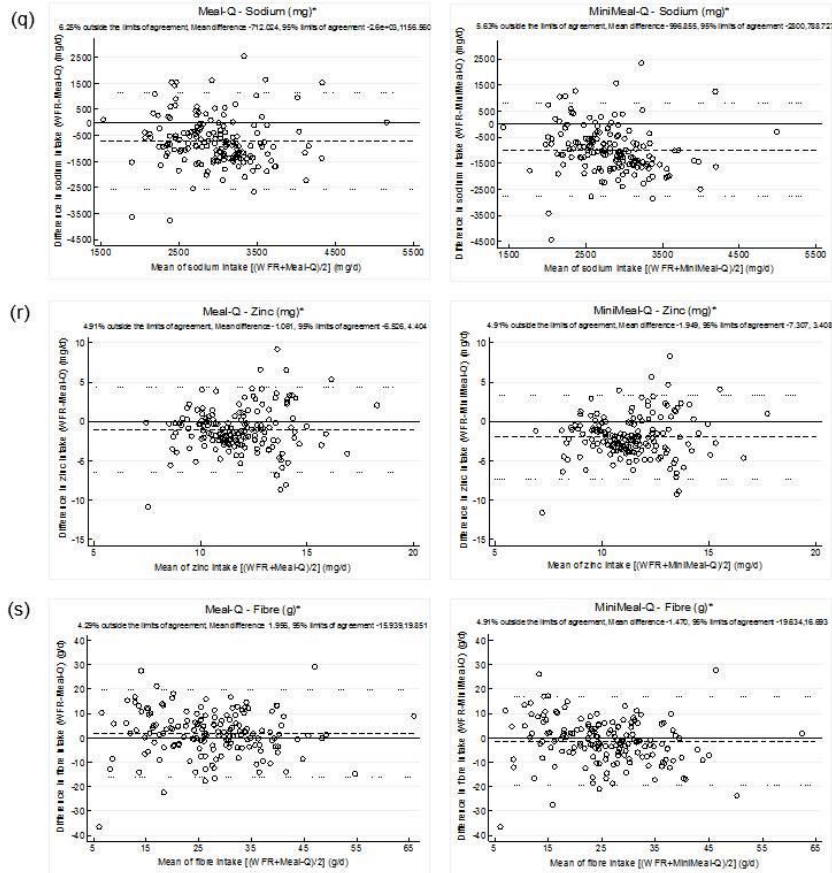 (q)
Meal-Q - Sodium (mg)*
6.25% outside the limits of agreement, Mean difference -712.024, 95% limits of agreement -2.6e+03,1156.560
Difference in sodium intake (WFR-Meal-Q) (mg/d)
2500
1500
500
0
-500
-1500
-2500
-3500
-4500
1500
2500
3500
4500
5500
Mean of sodium intake [(WFR+Meal-Q)/2] (mg/d)
MiniMeal-Q - Sodium (mg)*
5.63% outside the limits of agreement, Mean difference -996.855, 95% limits of agreement -2800,788.727
Difference in sodium intake (WFR-MiniMeal-Q) (mg/d)
2500
1500
500
0
-500
-1500
-2500
-3500
-4500
1500
2500
3500
4500
5500
Mean of sodium intake [(WFR+MiniMeal-Q)/2] (mg/d)
(r)
Meal-Q - Zinc (mg)*
4.91% outside the limits of agreement, Mean difference -1.061, 95% limits of agreement -6.526, 4.404
Difference in zinc intake (WFR-Meal-Q) (mg/d)
10
5
0
-5
-10
-15
5
10
15
20
Mean of zinc intake [(WFR+Meal-Q)/2] (mg/d)
MiniMeal-Q - Zinc (mg)*
4.91% outside the limits of agreement, Mean difference -1.949, 95% limits of agreement -7.307, 3.408
Difference in zinc intake (WFR-MiniMeal-Q) (mg/d)
10
5
0
-5
-10
-15
5
10
15
20
Mean of zinc intake [(WFR+MiniMeal-Q)/2] (mg/d)
(s)
Meal-Q - Fibre (g)*
4.29% outside the limits of agreement, Mean difference 1.956, 95% limits of agreement -15.939,19.851
Difference in fibre intake (WFR-Meal-Q) (g/d)
40
30
20
10
0
-10
-20
-30
-40
5
15
25
35
45
55
65
Mean of fibre intake [(WFR+Meal-Q)/2] (g/d)
MiniMeal-Q - Fibre (g)*
4.91% outside the limits of agreement, Mean difference -1.470, 95% limits of agreement -19.634,16.693
Difference in fibre intake (WFR-MiniMeal-Q) (g/d)
40
30
20
10
0
-10
-20
-30
-40
5
15
25
35
45
55
65
Mean of fibre intake [(WFR+MiniMeal-Q)/2] (g/d)